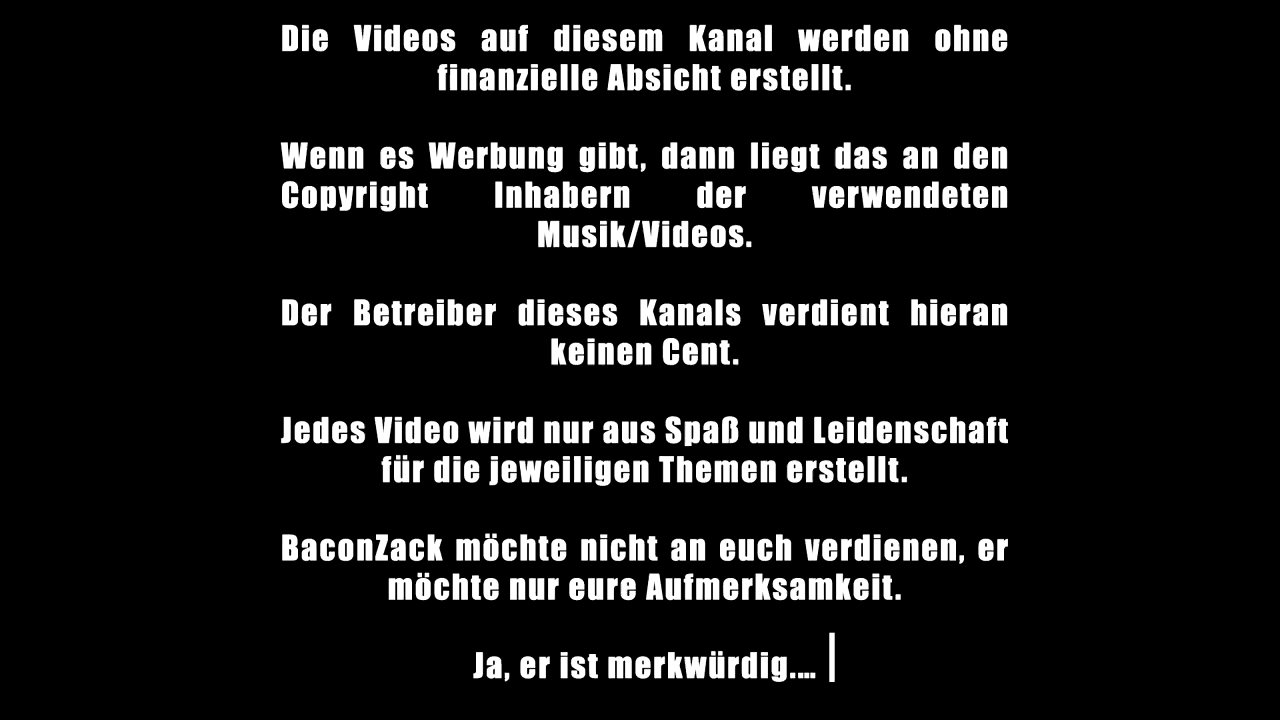 Die Videos auf diesem Kanal werden ohne
finanzielle Absicht erstellt.
Wenn es Werbung gibt, dann liegt das an den
Copyright Inhabern der verwendeten
Musik/Videos.
Der Betreiber dieses Kanals verdient hieran
keinen Cent.
Jedes Video wird nur aus Spaß und Leidenschaft
für die jeweiligen Themen erstellt.
BaconZack möchte nicht an euch verdienen, er
möchte nur eure Aufmerksamkeit.
Ja, er ist merkwürdig....